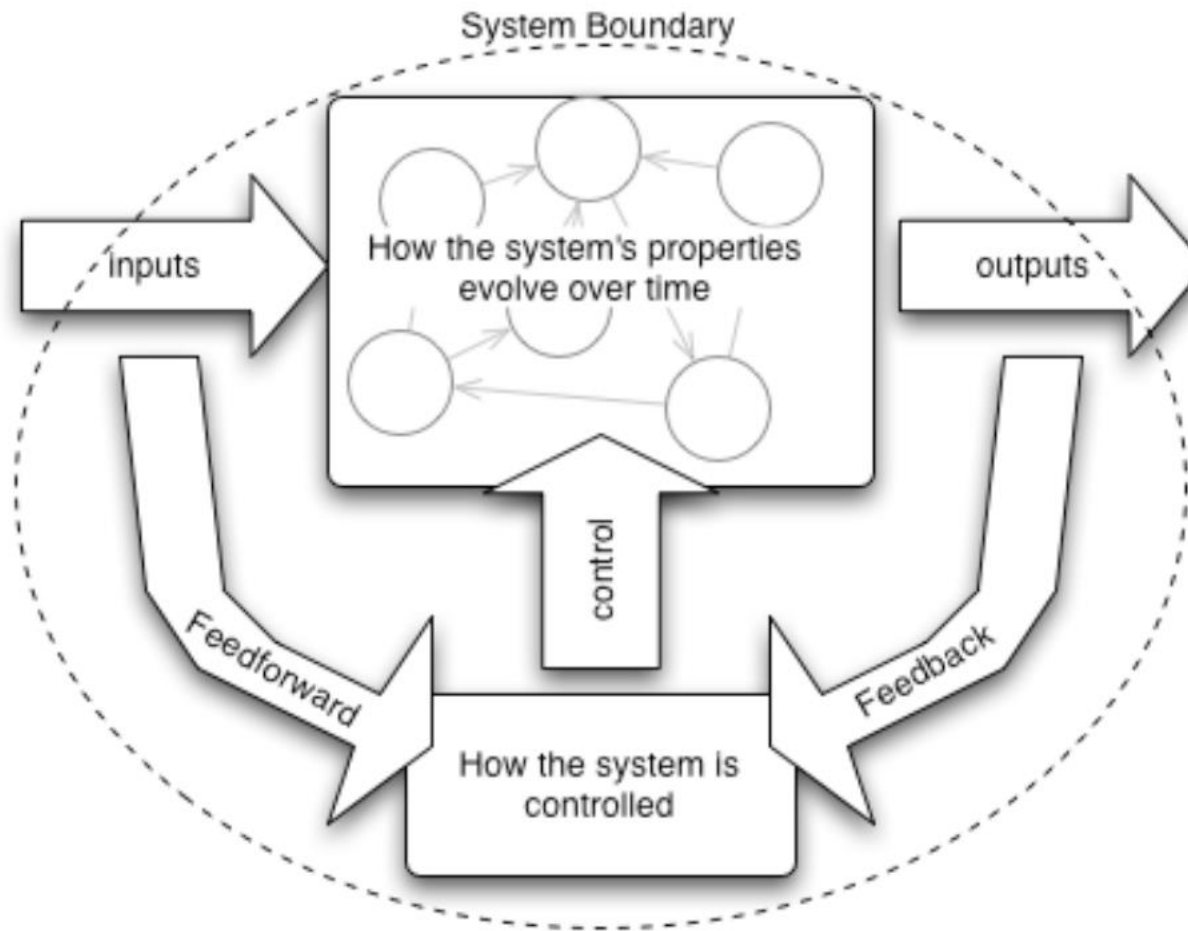 System Boundary
How the system's properties
evolve over time
inputs
outputs
control
Feedforward
Feedback
How the system is
controlled